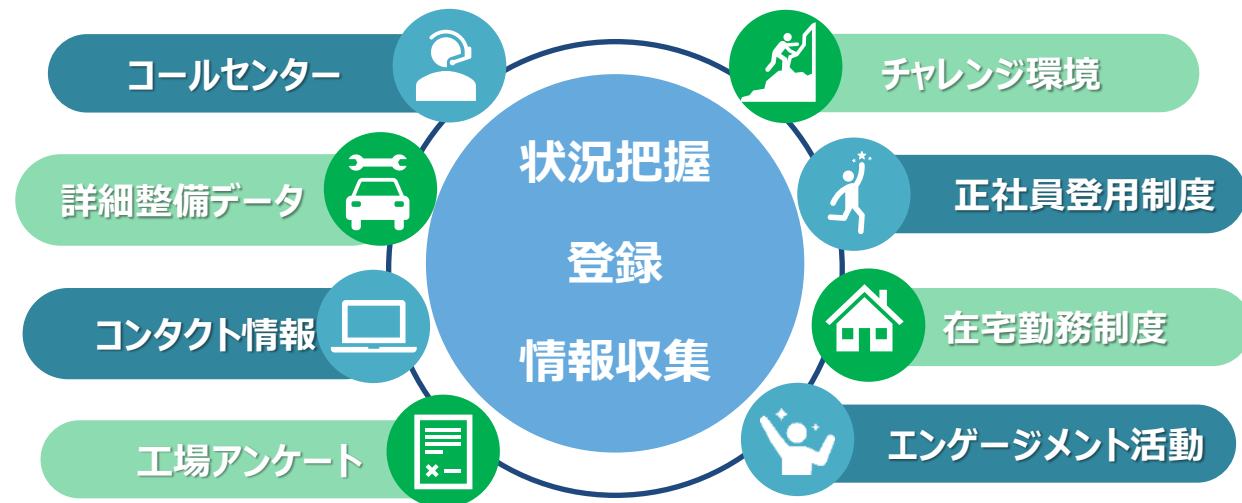 コールセンター
詳細整備データ
コンタクト情報
工場アンケート
状況把握
登録
情報収集
チャレンジ環境
正社員登用制度
在宅勤務制度
エンゲージメント活動